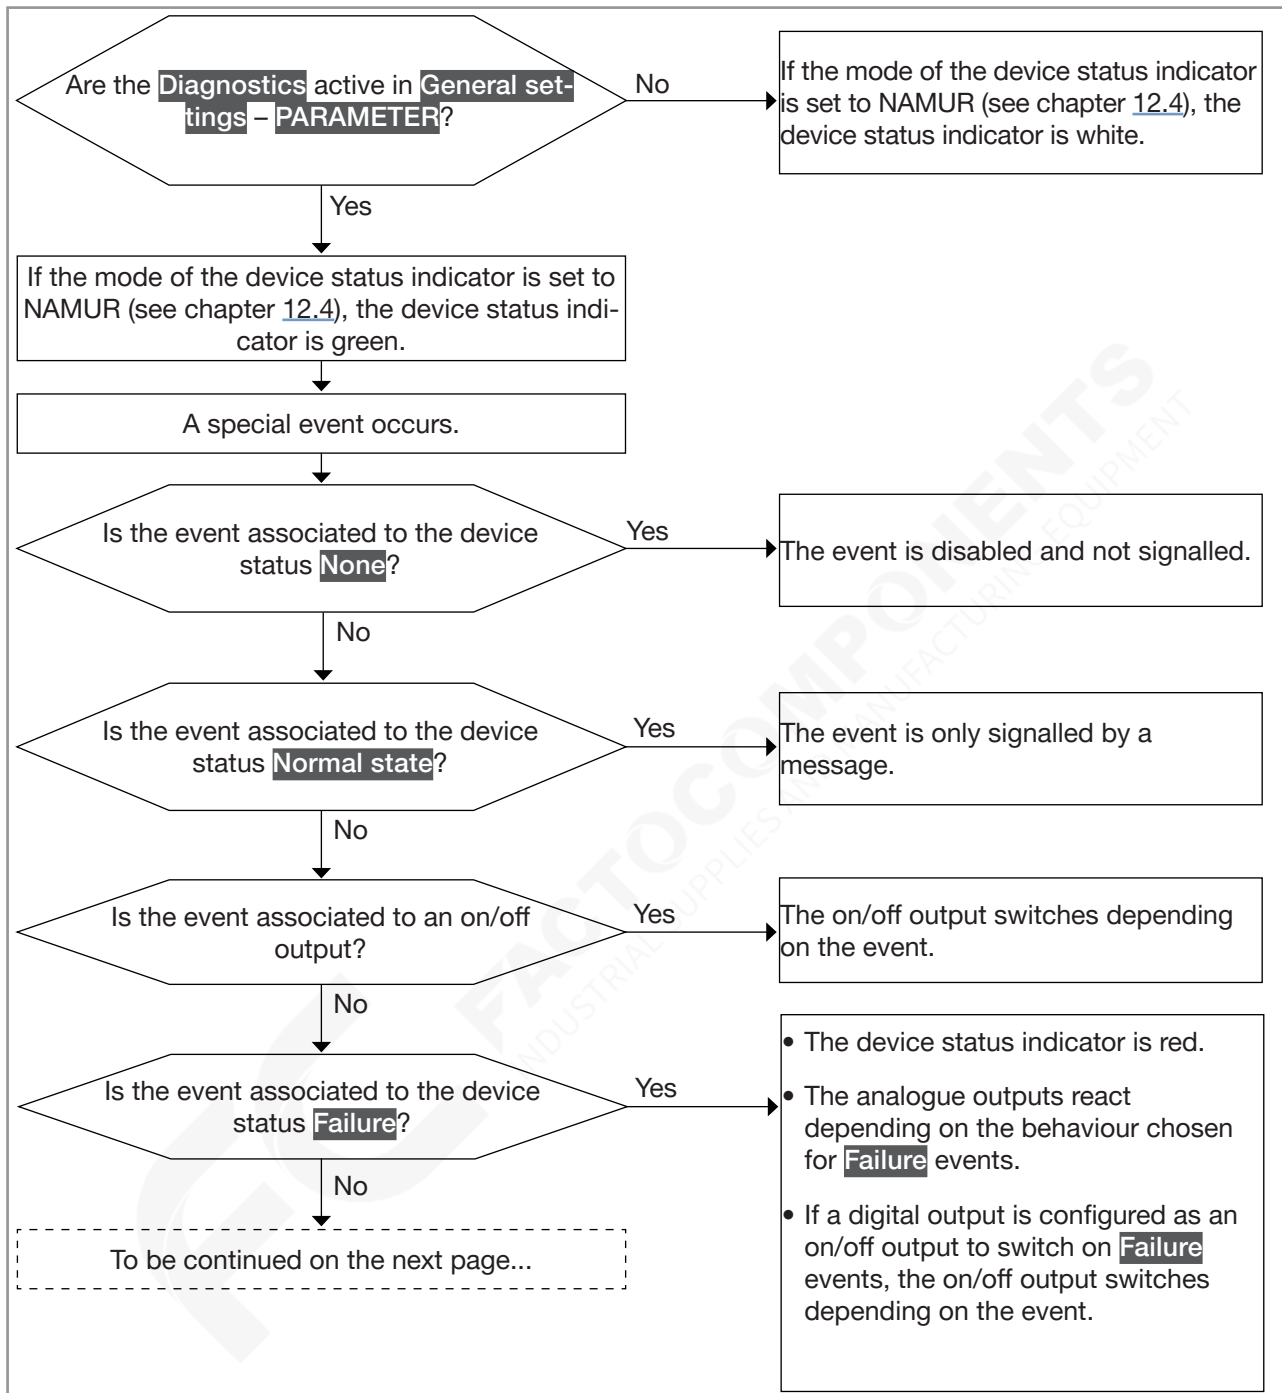 Are the Diagnostics active in General set-
tings – PARAMETER?
No
If the mode of the device status indicator
is set to NAMUR (see chapter 12.4), the
device status indicator is white.
Yes
If the mode of the device status indicator is set to
NAMUR (see chapter 12.4), the device status indi-
cator is green.
A special event occurs.
Is the event associated to the device
status None?
Yes
The event is disabled and not signalled.
No
Is the event associated to the device
status Normal state?
Yes
The event is only signalled by a
message.
No
Is the event associated to an on/off
output?
Yes
The on/off output switches depending
on the event.
No
Is the event associated to the device
status Failure?
Yes
• The device status indicator is red.
• The analogue outputs react
depending on the behaviour chosen
for Failure events.
• If a digital output is configured as an
on/off output to switch on Failure
events, the on/off output switches
depending on the event.
No
To be continued on the next page...
FC
FACTOCOMPONENTS
INDUSTRIAL SUPPLIES AND MANUFACTURING EQUIPMENT